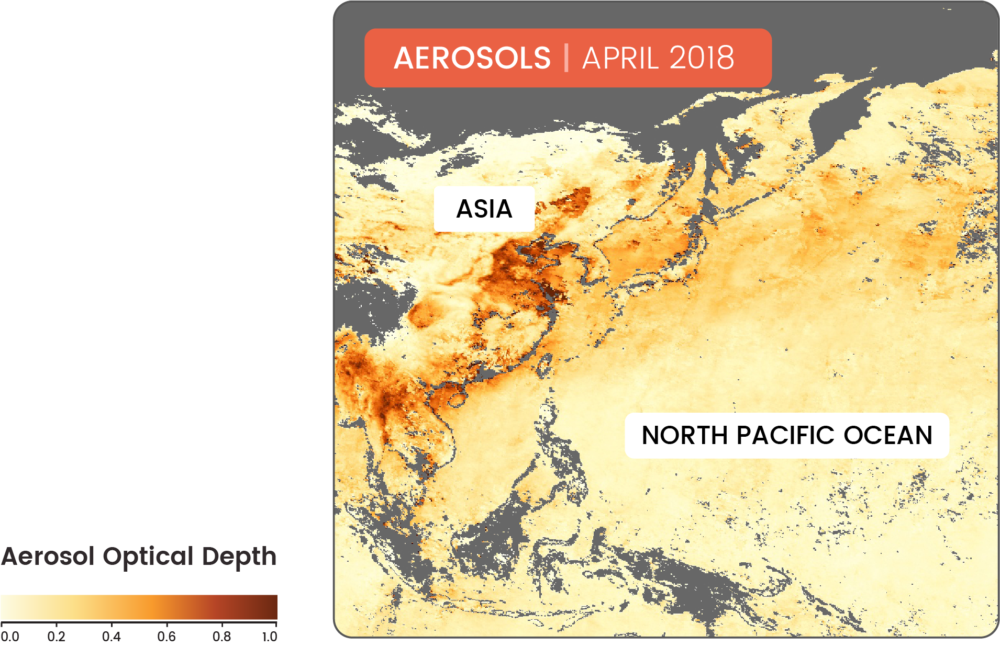 AEROSOLS | APRIL 2018
ASIA
NORTH PACIFIC OCEAN
Aerosol Optical Depth
0.0 0.2 0.4 0.6 0.8 1.0